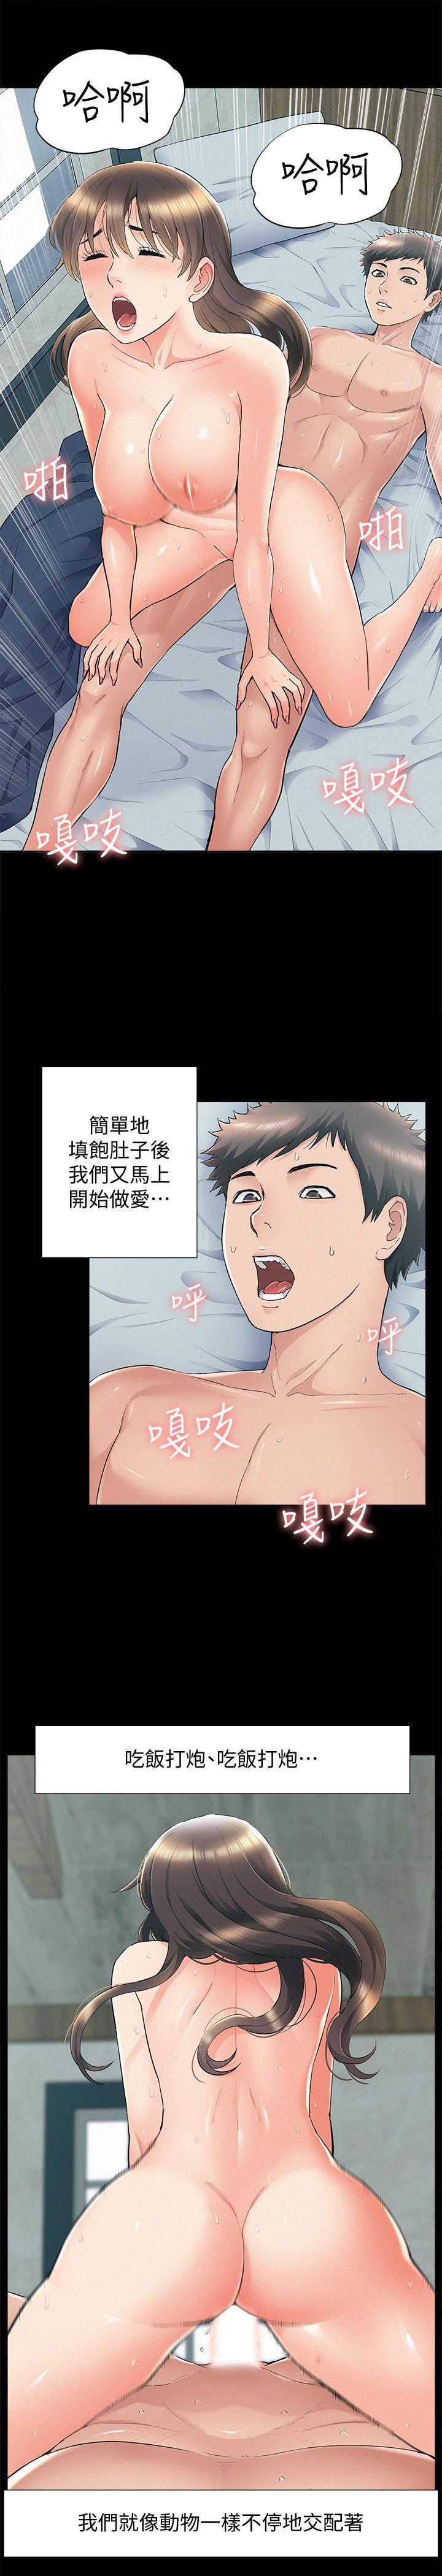 哈啊
哈啊
啪
啪
嘎吱
嘎吱
簡單地
填飽肚子後
我們又馬上
開始做愛⋯
呼
呼
嘎吱
嘎吱
吃飯打炮、吃飯打炮⋯
我們就像動物一樣不停地交配著